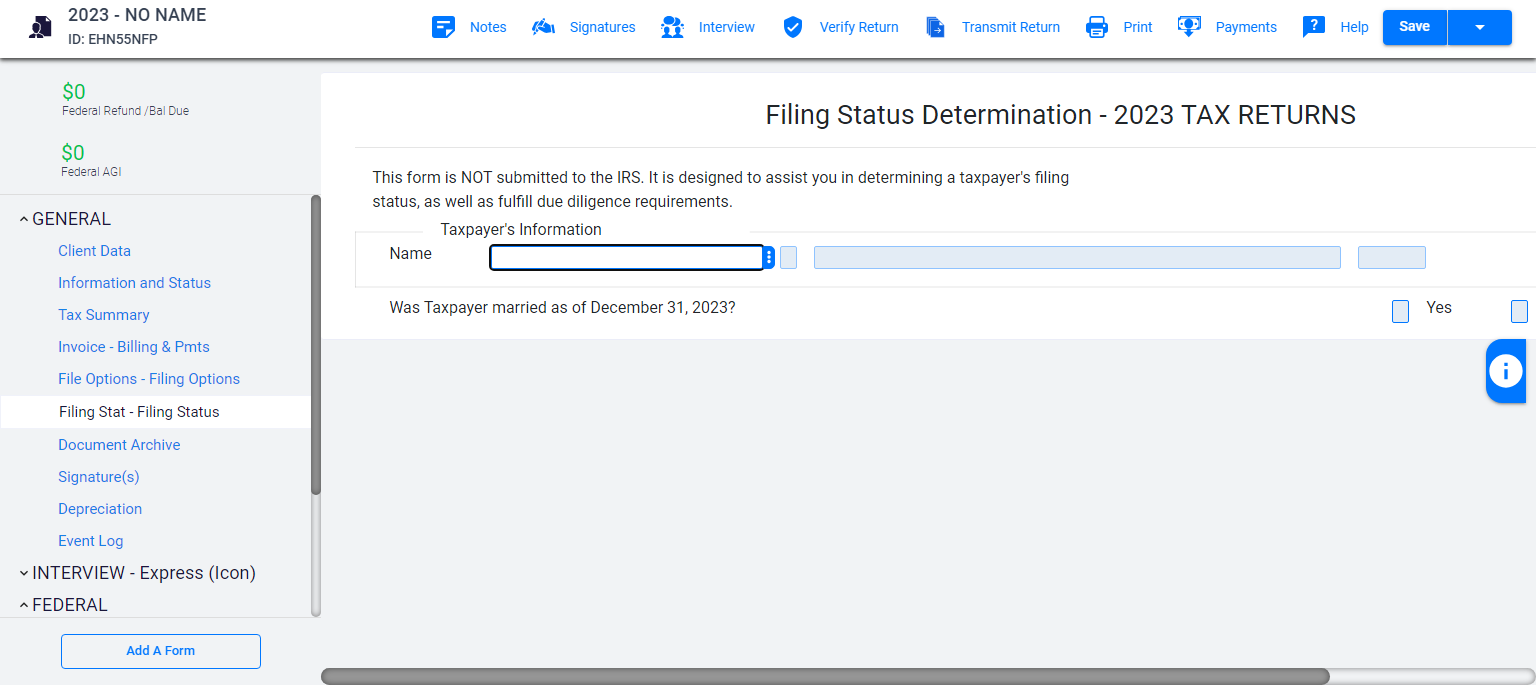 2023 - NO NAME
ID: EHN55NFP
Notes
Signatures
Interview
Verify Return
Transmit Return
Print
Payments
Help
Save
$0
Federal Refund /Bal Due
$0
Federal AGI
GENERAL
Client Data
Information and Status
Tax Summary
Invoice - Billing & Pmts
File Options - Filing Options
Filing Stat - Filing Status
Document Archive
Signature(s)
Depreciation
Event Log
INTERVIEW - Express (Icon)
FEDERAL
Add A Form
Filing Status Determination - 2023 TAX RETURNS
This form is NOT submitted to the IRS. It is designed to assist you in determining a taxpayer's filing
status, as well as fulfill due diligence requirements.
Taxpayer's Information
Name
Was Taxpayer married as of December 31, 2023?
Yes